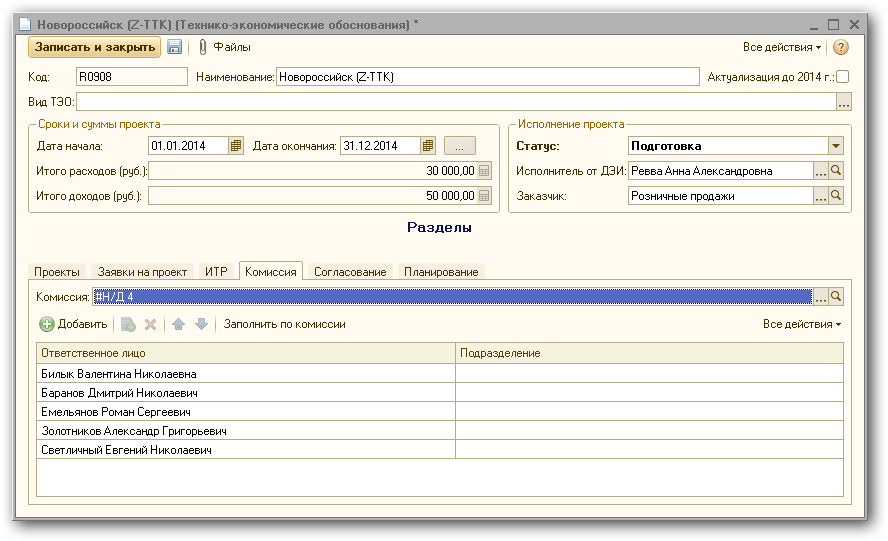 Новороссийск (Z-ТТК) (Технико-экономические обоснования) *
Записать и закрыть Файлы Все действия ?
Код: R0908 Наименование: Новороссийск (Z-ТТК) Актуализация до 2014 г.:
Вид ТЭО: ...
Сроки и суммы проекта Исполнение проекта
Дата начала: 01.01.2014 Дата окончания: 31.12.2014 ... Статус: Подготовка
Итого расходов (руб.): 30 000,00 Исполнитель от ДЭИ: Ревва Анна Александровна ...
Итого доходов (руб.): 50 000,00 Заказчик: Розничные продажи ...
Разделы
Проекты Заявки на проект ИТР Комиссия Согласование Планирование
Комиссия: #Н/Д 4 ...
Добавить Заполнить по комиссии Все действия
Ответственное лицо Подразделение
Билык Валентина Николаевна
Баранов Дмитрий Николаевич
Емельянов Роман Сергеевич
Золотников Александр Григорьевич
Светличный Евгений Николаевич